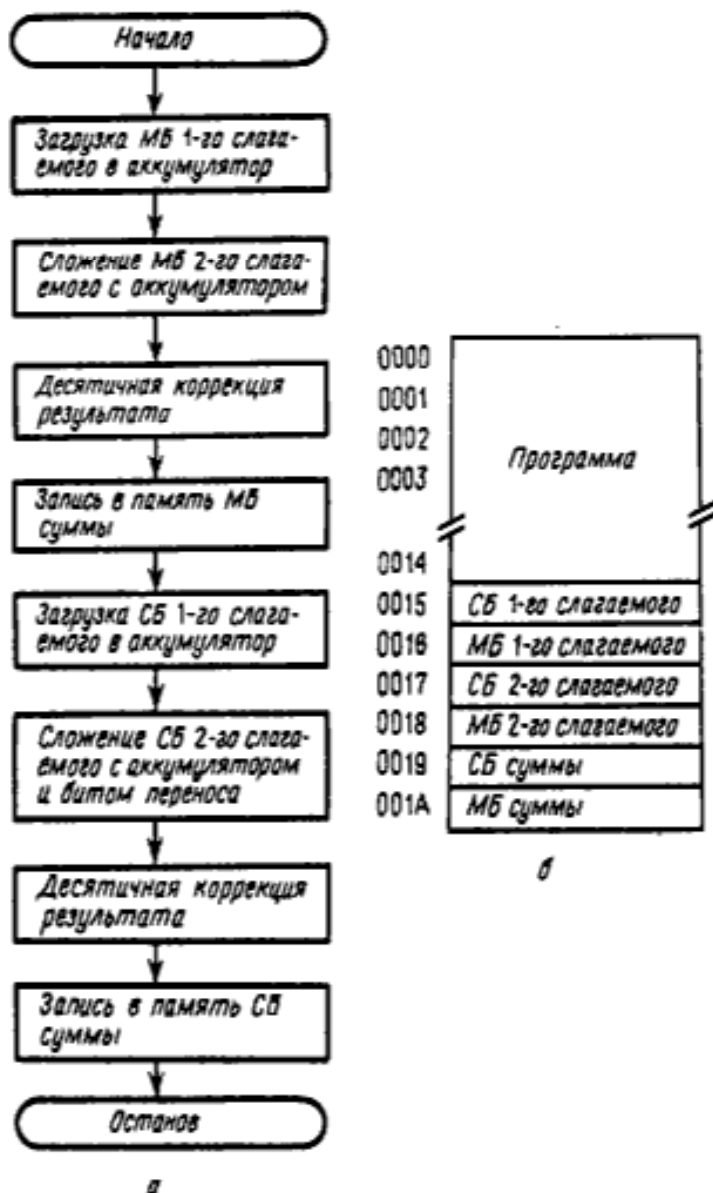 Начало
Загрузка МБ 1-го слага-
емого в аккумулятор
Сложение МБ 2-го слага-
емого с аккумулятором
Десятичная коррекция
результата
Запись в память МБ
суммы
Загрузка СБ 1-го слага-
емого в аккумулятор
Сложение СБ 2-го слага-
емого с аккумулятором
и битом переноса
Десятичная коррекция
результата
Запись в память СБ
суммы
Останов
а
0000
0001
0002
0003
Программа
0014
0015 СБ 1-го слагаемого
0016 МБ 1-го слагаемого
0017 СБ 2-го слагаемого
0018 МБ 2-го слагаемого
0019 СБ суммы
001A МБ суммы
б